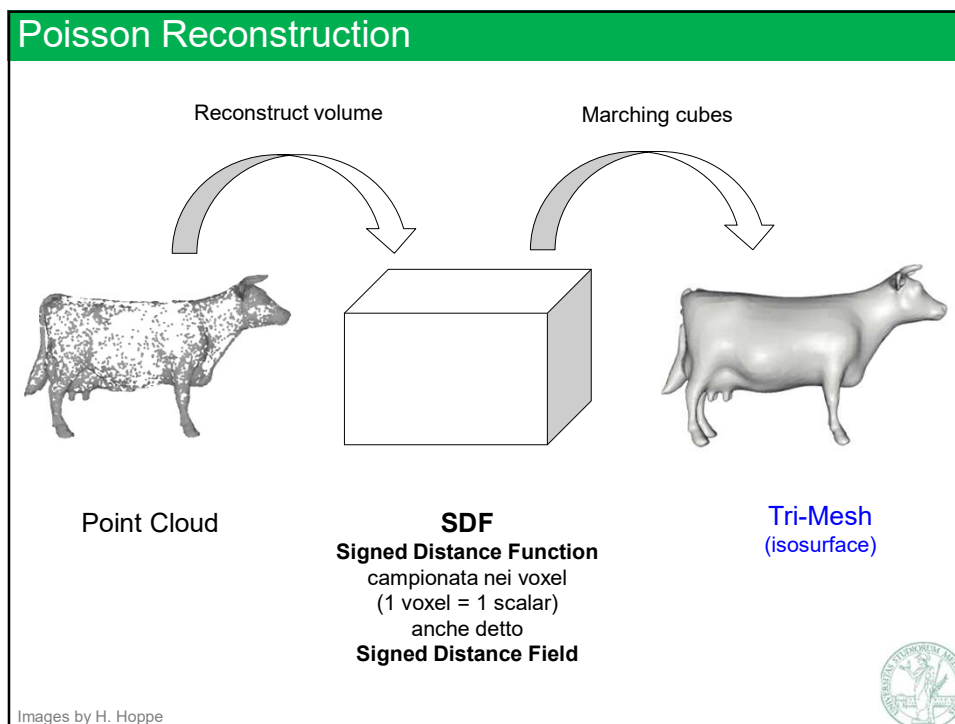 Poisson Reconstruction
Reconstruct volume
Marching cubes
Point Cloud
SDF
Signed Distance Function
campionata nei voxel
(1 voxel = 1 scalar)
anche detto
Signed Distance Field
Tri-Mesh
(isosurface)
Images by H. Hoppe